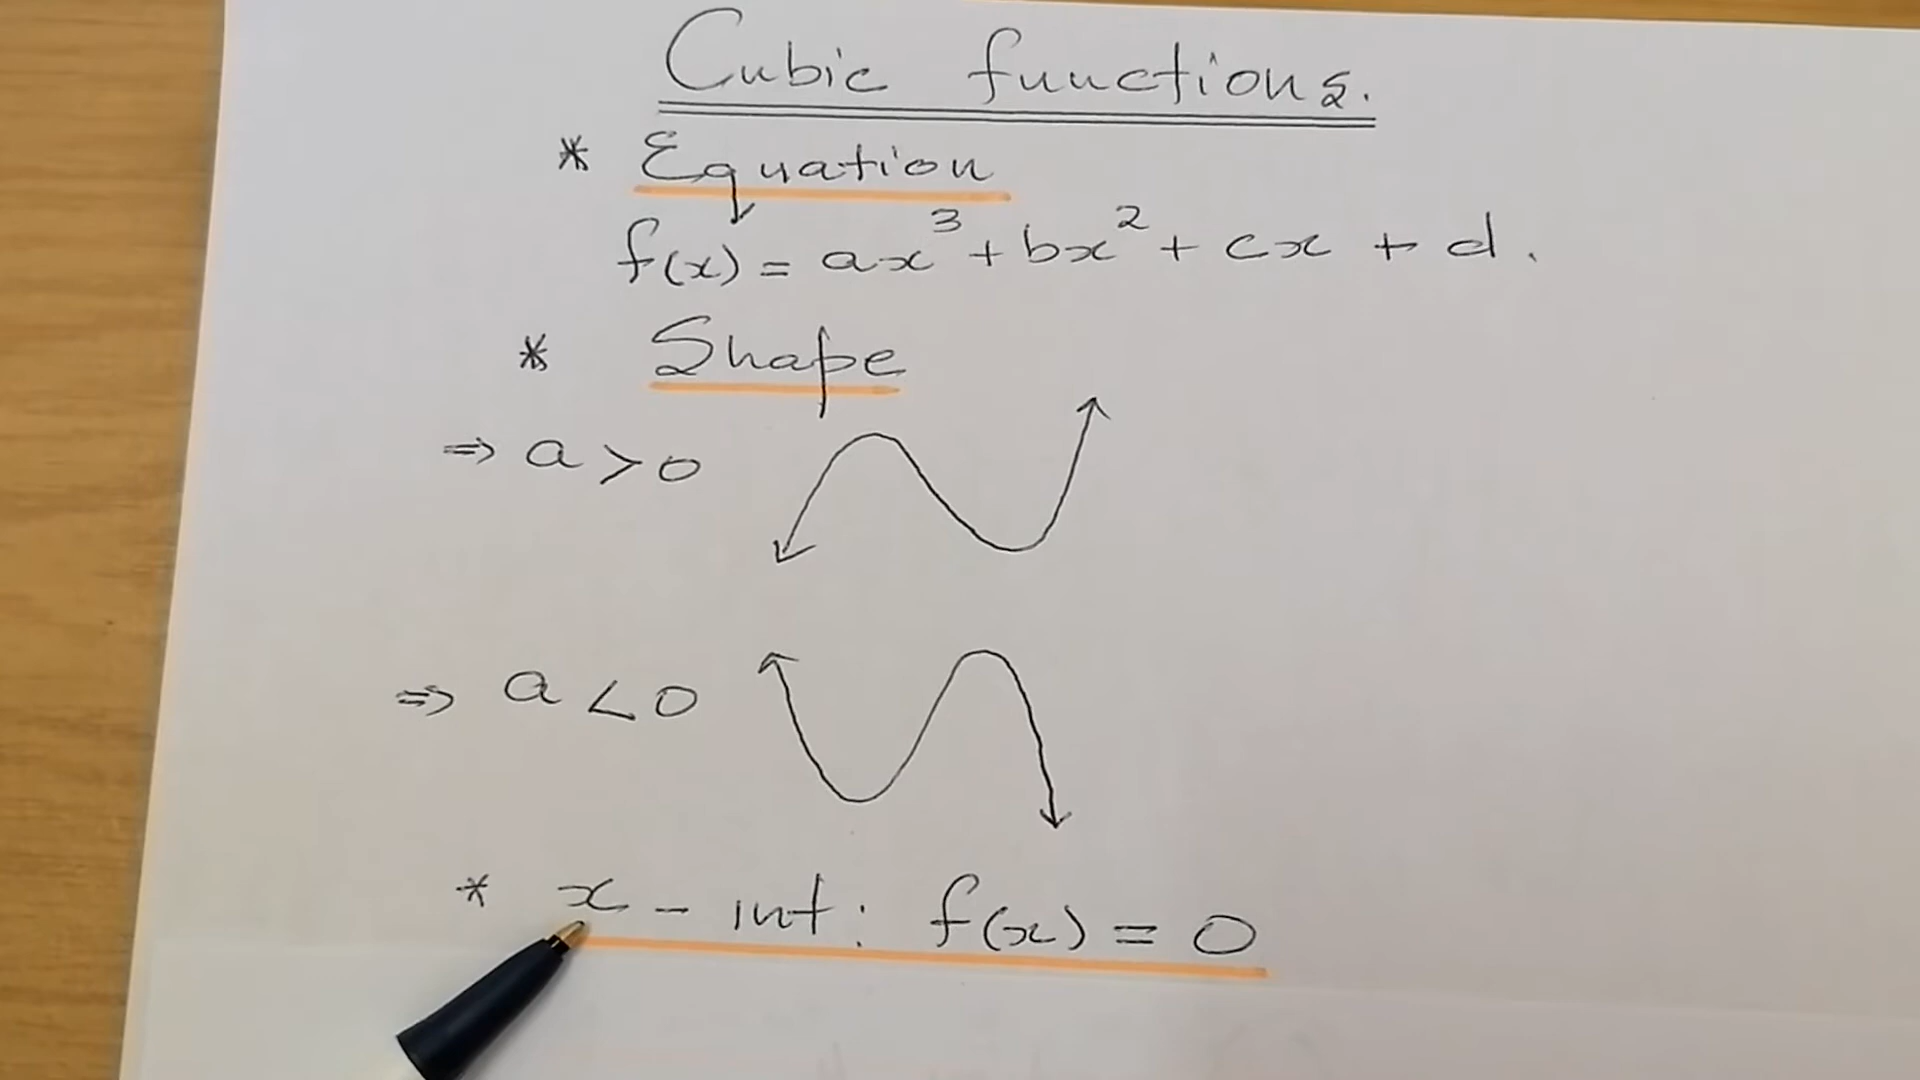 Cubic functions.
* Equation
f(x) = ax³ + bx² + cx + d.
* Shape
⇒ a > 0
⇒ a < 0
* x - int : f(x) = 0